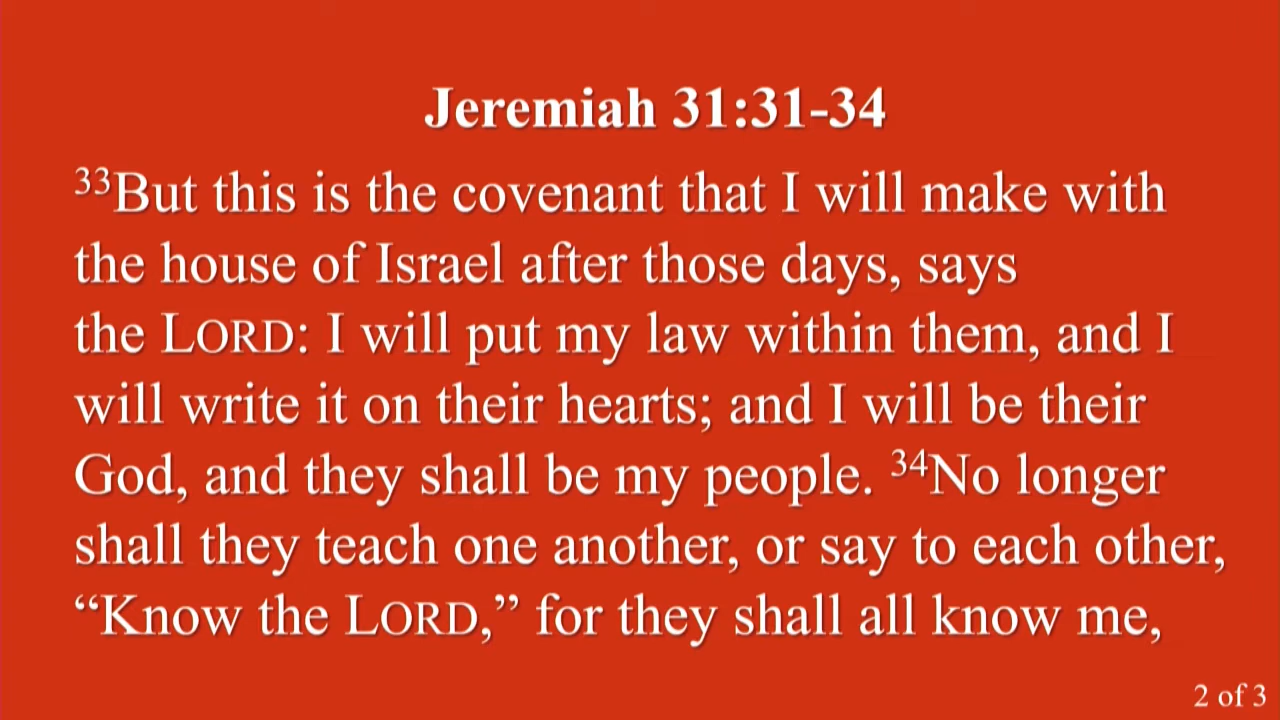 Jeremiah 31:31-34
³³But this is the covenant that I will make with
the house of Israel after those days, says
the LORD: I will put my law within them, and I
will write it on their hearts; and I will be their
God, and they shall be my people. ³⁴No longer
shall they teach one another, or say to each other,
“Know the LORD,” for they shall all know me,
2 of 3